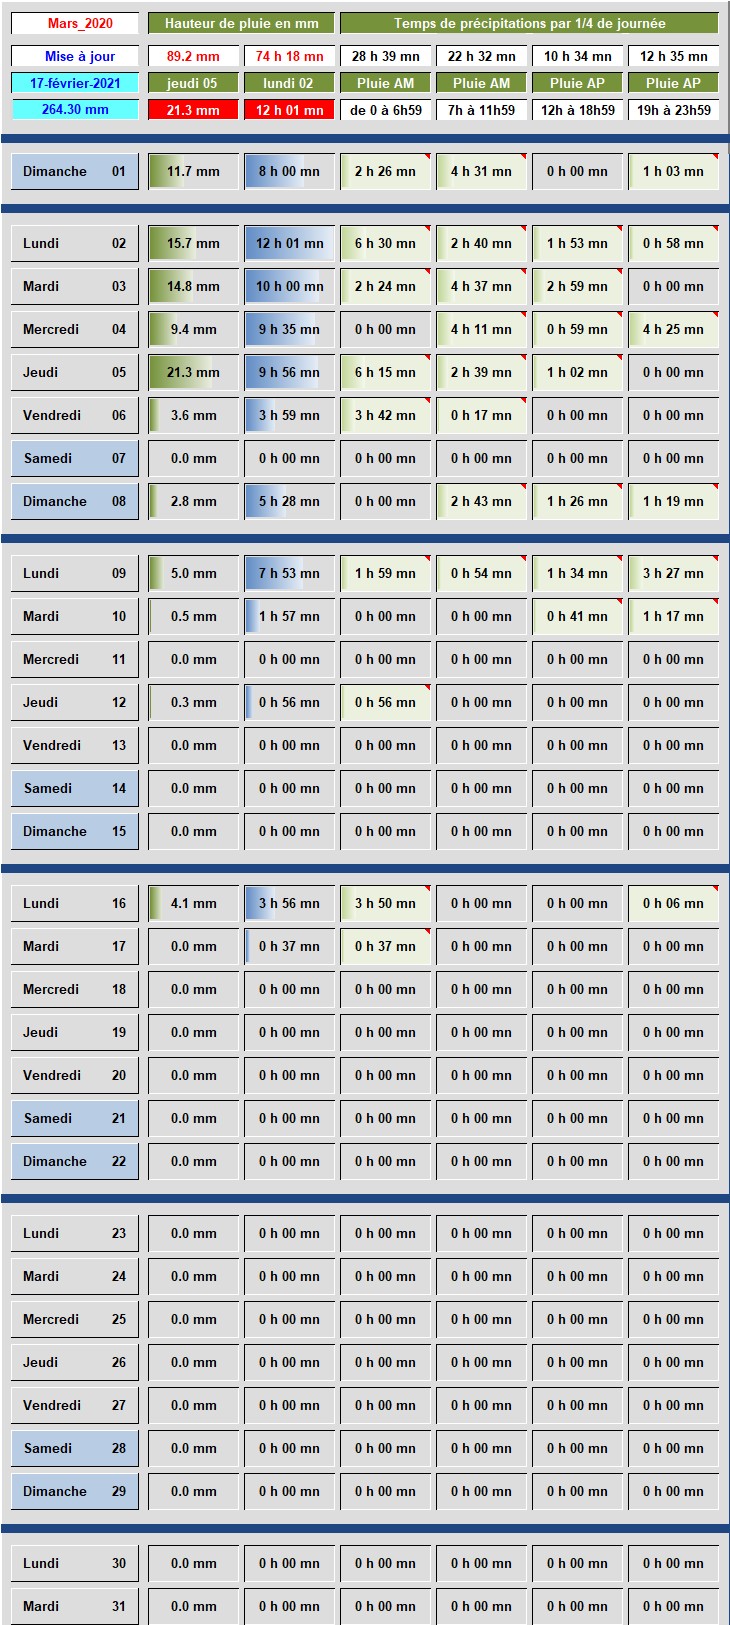 Mars_2020 Hauteur de pluie en mm Temps de précipitations par 1/4 de journée
Mise à jour 89.2 mm 74 h 18 mn 28 h 39 mn 22 h 32 mn 10 h 34 mn 12 h 35 mn
17-février-2021 jeudi 05 lundi 02 Pluie AM Pluie AM Pluie AP Pluie AP
264.30 mm 21.3 mm 12 h 01 mn de 0 à 6h59 7h à 11h59 12h à 18h59 19h à 23h59
Dimanche 01 11.7 mm 8 h 00 mn 2 h 26 mn 4 h 31 mn 0 h 00 mn 1 h 03 mn
Lundi 02 15.7 mm 12 h 01 mn 6 h 30 mn 2 h 40 mn 1 h 53 mn 0 h 58 mn
Mardi 03 14.8 mm 10 h 00 mn 2 h 24 mn 4 h 37 mn 2 h 59 mn 0 h 00 mn
Mercredi 04 9.4 mm 9 h 35 mn 0 h 00 mn 4 h 11 mn 0 h 59 mn 4 h 25 mn
Jeudi 05 21.3 mm 9 h 56 mn 6 h 15 mn 2 h 39 mn 1 h 02 mn 0 h 00 mn
Vendredi 06 3.6 mm 3 h 59 mn 3 h 42 mn 0 h 17 mn 0 h 00 mn 0 h 00 mn
Samedi 07 0.0 mm 0 h 00 mn 0 h 00 mn 0 h 00 mn 0 h 00 mn 0 h 00 mn
Dimanche 08 2.8 mm 5 h 28 mn 0 h 00 mn 2 h 43 mn 1 h 26 mn 1 h 19 mn
Lundi 09 5.0 mm 7 h 53 mn 1 h 59 mn 0 h 54 mn 1 h 34 mn 3 h 27 mn
Mardi 10 0.5 mm 1 h 57 mn 0 h 00 mn 0 h 00 mn 0 h 41 mn 1 h 17 mn
Mercredi 11 0.0 mm 0 h 00 mn 0 h 00 mn 0 h 00 mn 0 h 00 mn 0 h 00 mn
Jeudi 12 0.3 mm 0 h 56 mn 0 h 56 mn 0 h 00 mn 0 h 00 mn 0 h 00 mn
Vendredi 13 0.0 mm 0 h 00 mn 0 h 00 mn 0 h 00 mn 0 h 00 mn 0 h 00 mn
Samedi 14 0.0 mm 0 h 00 mn 0 h 00 mn 0 h 00 mn 0 h 00 mn 0 h 00 mn
Dimanche 15 0.0 mm 0 h 00 mn 0 h 00 mn 0 h 00 mn 0 h 00 mn 0 h 00 mn
Lundi 16 4.1 mm 3 h 56 mn 3 h 50 mn 0 h 00 mn 0 h 00 mn 0 h 06 mn
Mardi 17 0.0 mm 0 h 37 mn 0 h 37 mn 0 h 00 mn 0 h 00 mn 0 h 00 mn
Mercredi 18 0.0 mm 0 h 00 mn 0 h 00 mn 0 h 00 mn 0 h 00 mn 0 h 00 mn
Jeudi 19 0.0 mm 0 h 00 mn 0 h 00 mn 0 h 00 mn 0 h 00 mn 0 h 00 mn
Vendredi 20 0.0 mm 0 h 00 mn 0 h 00 mn 0 h 00 mn 0 h 00 mn 0 h 00 mn
Samedi 21 0.0 mm 0 h 00 mn 0 h 00 mn 0 h 00 mn 0 h 00 mn 0 h 00 mn
Dimanche 22 0.0 mm 0 h 00 mn 0 h 00 mn 0 h 00 mn 0 h 00 mn 0 h 00 mn
Lundi 23 0.0 mm 0 h 00 mn 0 h 00 mn 0 h 00 mn 0 h 00 mn 0 h 00 mn
Mardi 24 0.0 mm 0 h 00 mn 0 h 00 mn 0 h 00 mn 0 h 00 mn 0 h 00 mn
Mercredi 25 0.0 mm 0 h 00 mn 0 h 00 mn 0 h 00 mn 0 h 00 mn 0 h 00 mn
Jeudi 26 0.0 mm 0 h 00 mn 0 h 00 mn 0 h 00 mn 0 h 00 mn 0 h 00 mn
Vendredi 27 0.0 mm 0 h 00 mn 0 h 00 mn 0 h 00 mn 0 h 00 mn 0 h 00 mn
Samedi 28 0.0 mm 0 h 00 mn 0 h 00 mn 0 h 00 mn 0 h 00 mn 0 h 00 mn
Dimanche 29 0.0 mm 0 h 00 mn 0 h 00 mn 0 h 00 mn 0 h 00 mn 0 h 00 mn
Lundi 30 0.0 mm 0 h 00 mn 0 h 00 mn 0 h 00 mn 0 h 00 mn 0 h 00 mn
Mardi 31 0.0 mm 0 h 00 mn 0 h 00 mn 0 h 00 mn 0 h 00 mn 0 h 00 mn